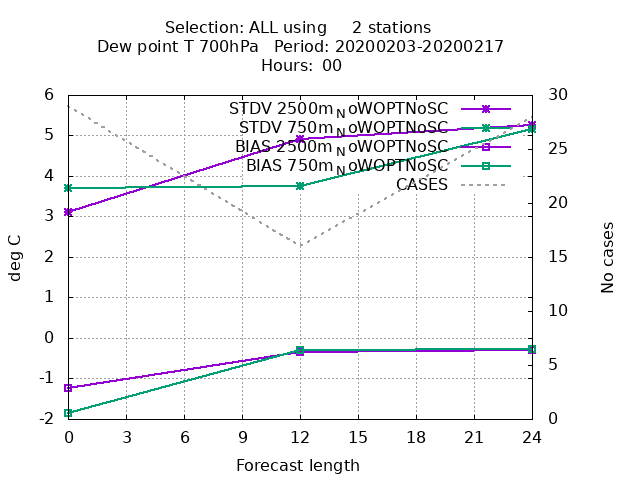 Selection: ALL using     2 stations
Dew point T 700hPa   Period: 20200203-20200217
Hours: 00
STDV 2500m_NoWOPTNoSC
STDV 750m_NoWOPTNoSC
BIAS 2500m_NoWOPTNoSC
BIAS 750m_NoWOPTNoSC
CASES
deg C
6
5
4
3
2
1
0
-1
-2
30
25
20
15
10
5
0
No cases
0 3 6 9 12 15 18 21 24
Forecast length